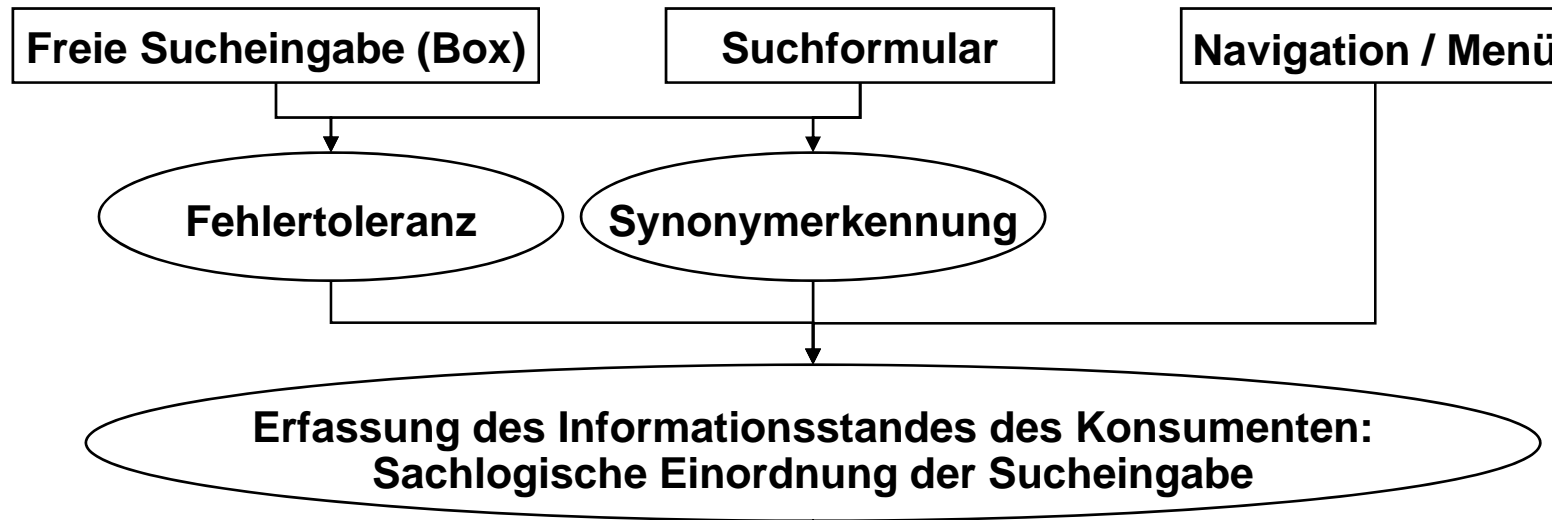 Freie Sucheingabe (Box)
Suchformular
Navigation / Menü
Fehlertoleranz
Synonymerkennung
Erfassung des Informationsstandes des Konsumenten:
Sachlogische Einordnung der Sucheingabe